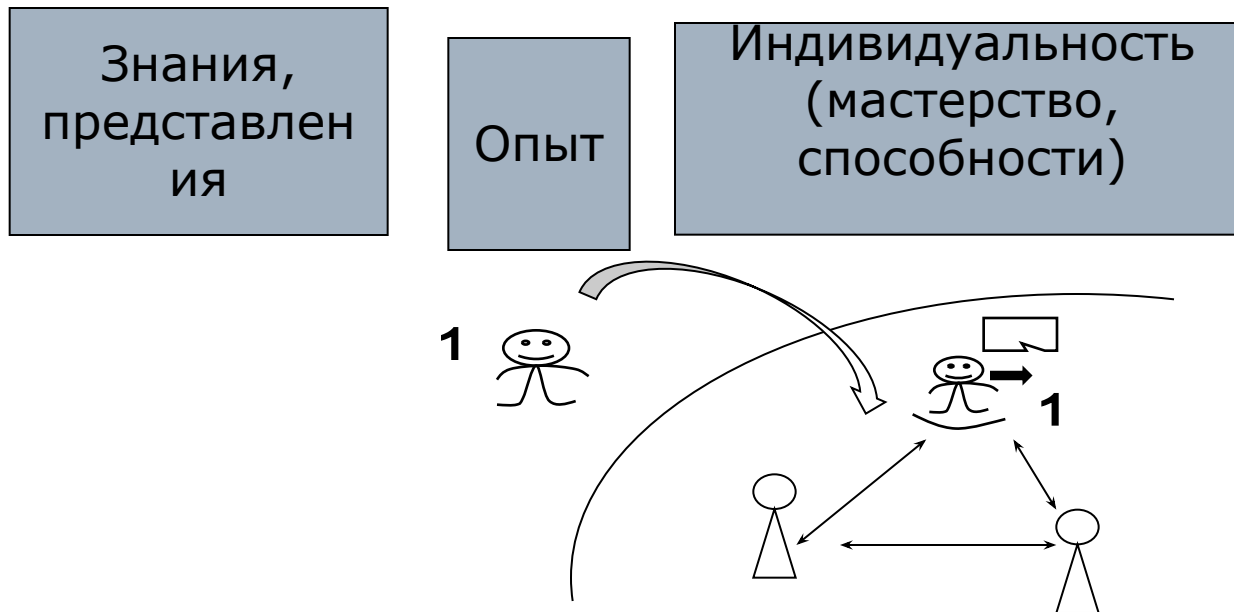 Знания,
представлен
ия
Опыт
Индивидуальность
(мастерство,
способности)
1
1